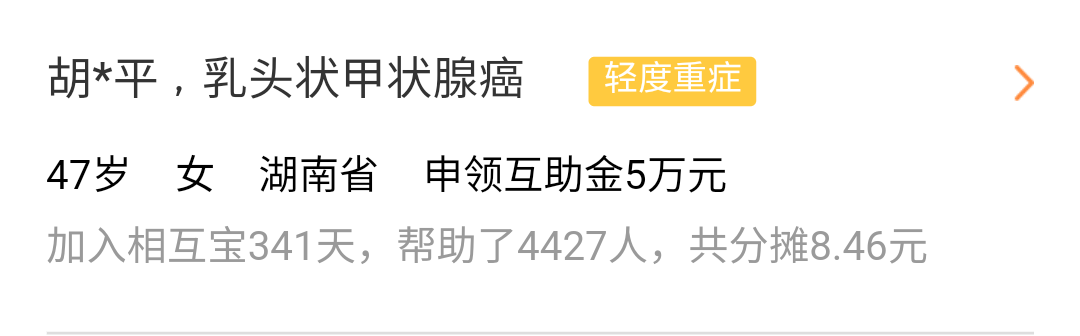 胡*平，乳头状甲状腺癌 轻度重症
47岁 女 湖南省 申领互助金5万元
加入相互宝341天，帮助了4427人，共分摊8.46元